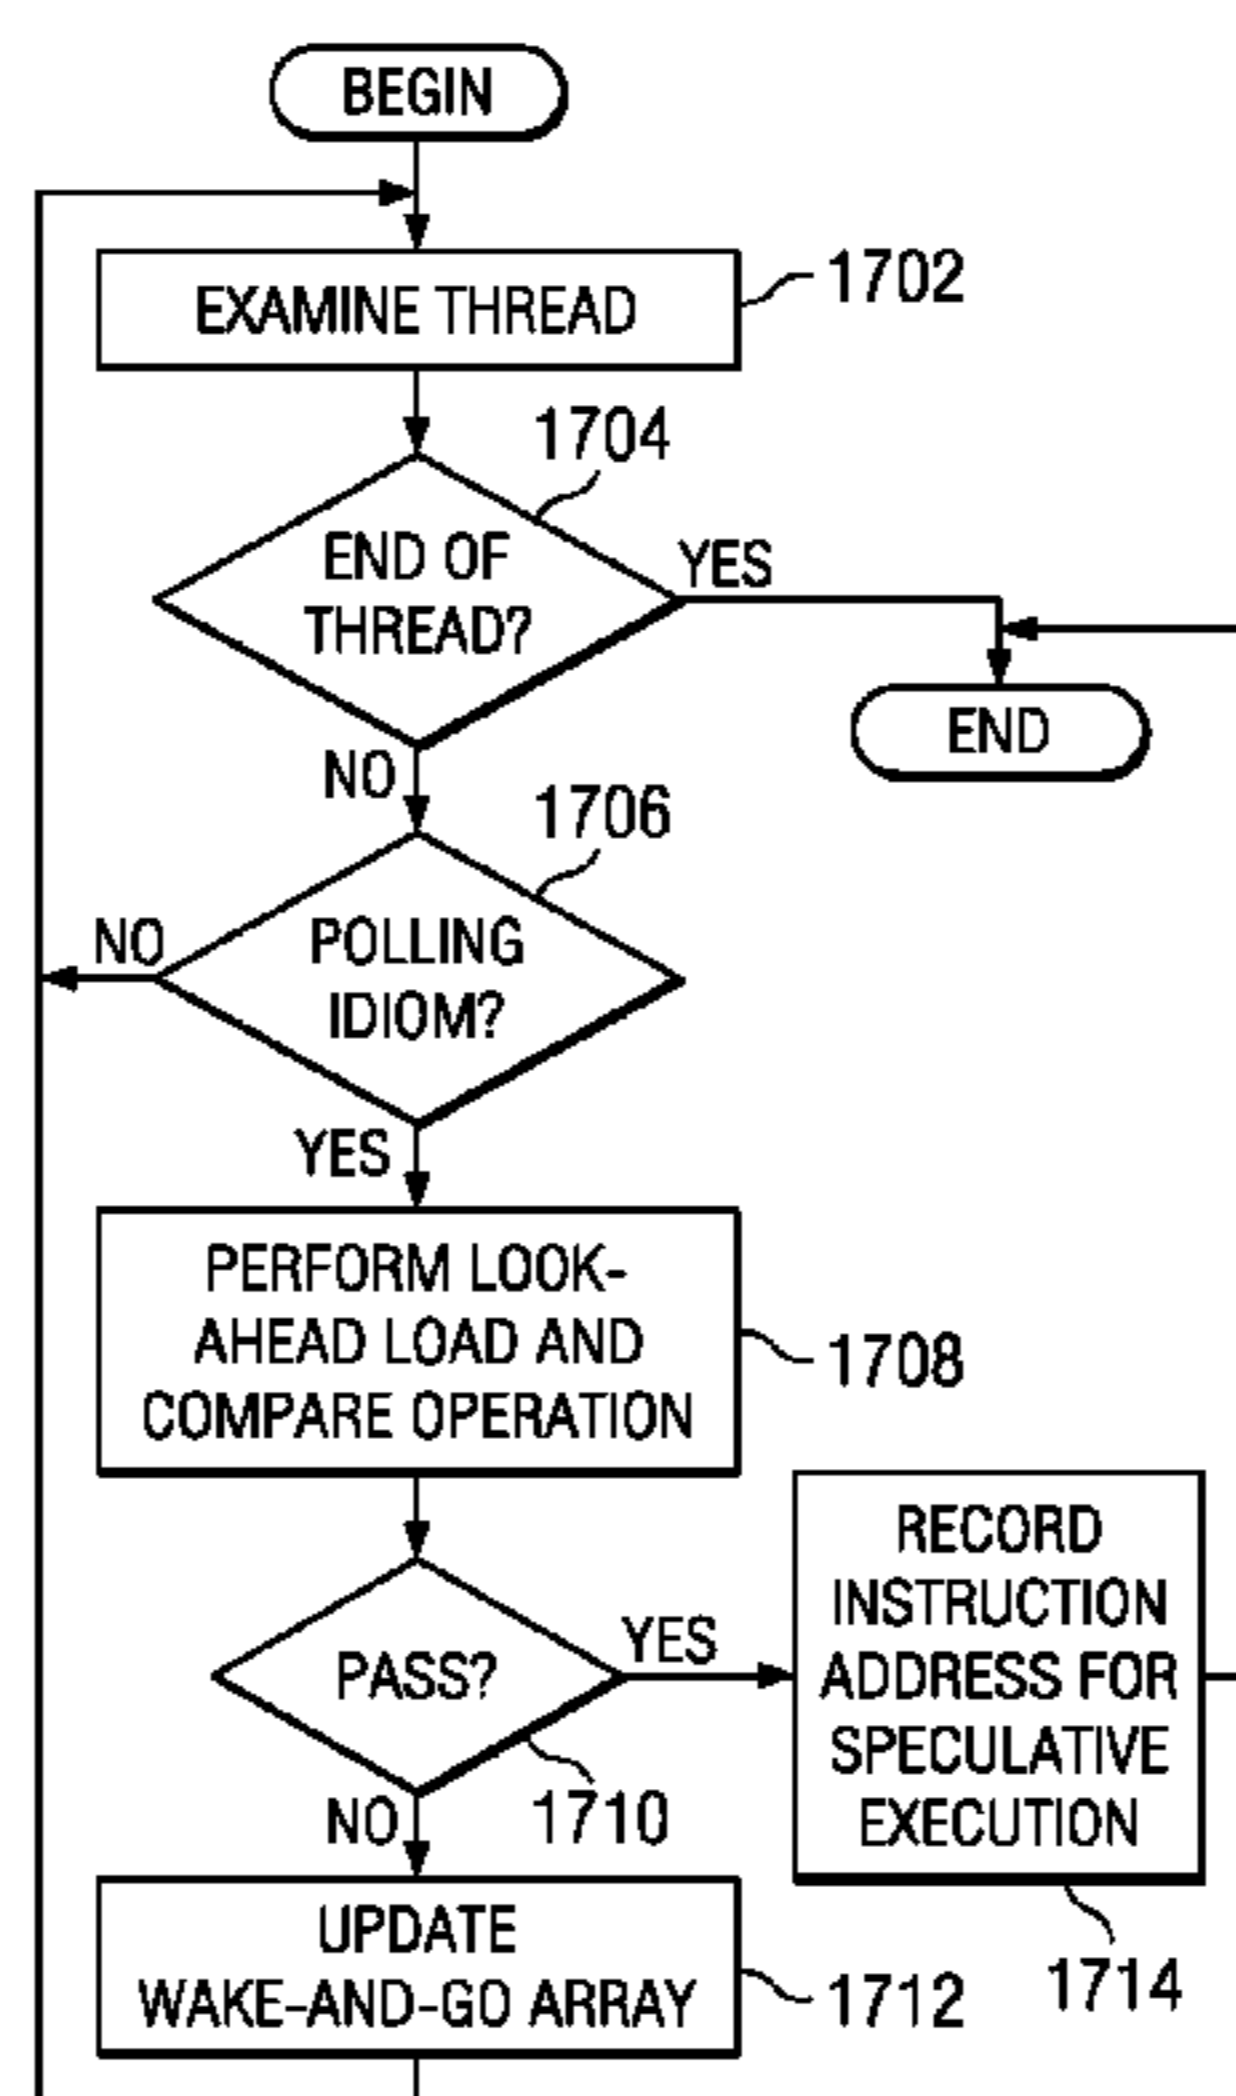 BEGIN
EXAMINE THREAD
1702
1704
END OF
THREAD?
YES
END
NO
1706
POLLING
IDIOM?
NO
YES
PERFORM LOOK-
AHEAD LOAD AND
COMPARE OPERATION
1708
PASS?
YES
1710
NO
RECORD
INSTRUCTION
ADDRESS FOR
SPECULATIVE
EXECUTION
1714
UPDATE
WAKE-AND-GO ARRAY
1712